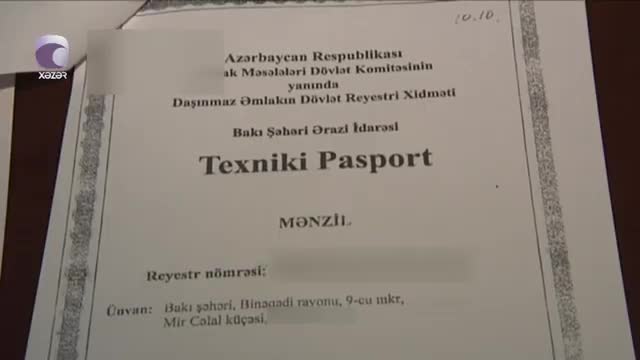 10.10.
XƏZƏR
Azərbaycan Respublikası
Məsələləri Dövlət Komitəsinin
yanında
Daşınmaz Əmlakın Dövlət Reyestri Xidməti
Bakı Şəhəri Ərazi İdarəsi
Texniki Pasport
MƏNZİL
Reyestr nömrəsi:
Ünvan: Bakı şəhəri, Binəqədi rayonu, 9-cu mkr,
Mir Cəlal küçəsi,